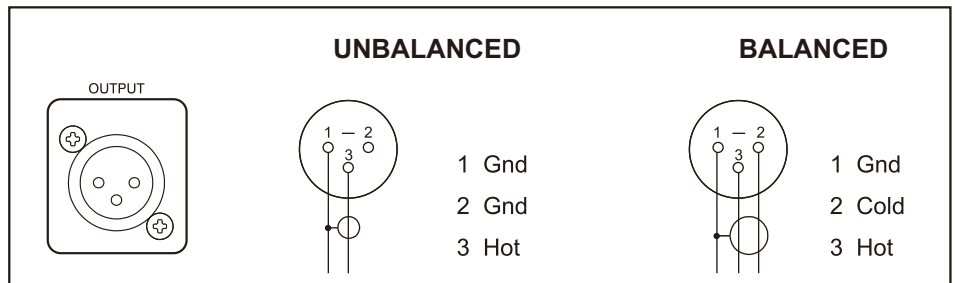 UNBALANCED BALANCED
OUTPUT
1 — 2
3
1 Gnd
2 Gnd
3 Hot
1 — 2
3
1 Gnd
2 Cold
3 Hot